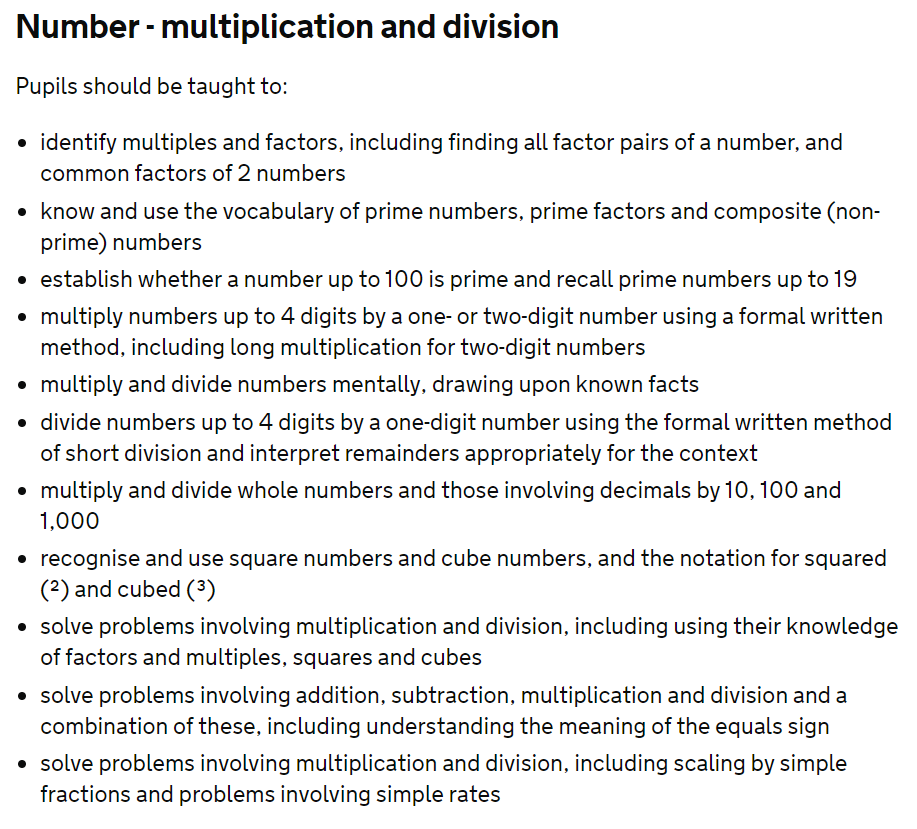 Number - multiplication and division
Pupils should be taught to:
• identify multiples and factors, including finding all factor pairs of a number, and
common factors of 2 numbers
• know and use the vocabulary of prime numbers, prime factors and composite (non-
prime) numbers
• establish whether a number up to 100 is prime and recall prime numbers up to 19
• multiply numbers up to 4 digits by a one- or two-digit number using a formal written
method, including long multiplication for two-digit numbers
• multiply and divide numbers mentally, drawing upon known facts
• divide numbers up to 4 digits by a one-digit number using the formal written method
of short division and interpret remainders appropriately for the context
• multiply and divide whole numbers and those involving decimals by 10, 100 and
1,000
• recognise and use square numbers and cube numbers, and the notation for squared
(²) and cubed (³)
• solve problems involving multiplication and division, including using their knowledge
of factors and multiples, squares and cubes
• solve problems involving addition, subtraction, multiplication and division and a
combination of these, including understanding the meaning of the equals sign
• solve problems involving multiplication and division, including scaling by simple
fractions and problems involving simple rates